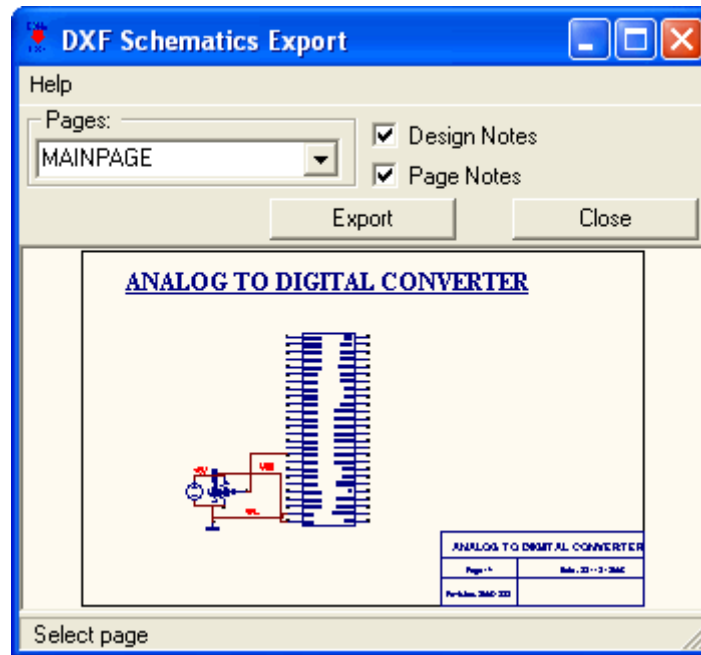 DXF Schematics Export
Help
Pages:
MAINPAGE
Design Notes
Page Notes
Export
Close
ANALOG TO DIGITAL CONVERTER
ANALOG TO DIGITAL CONVERTER
Select page